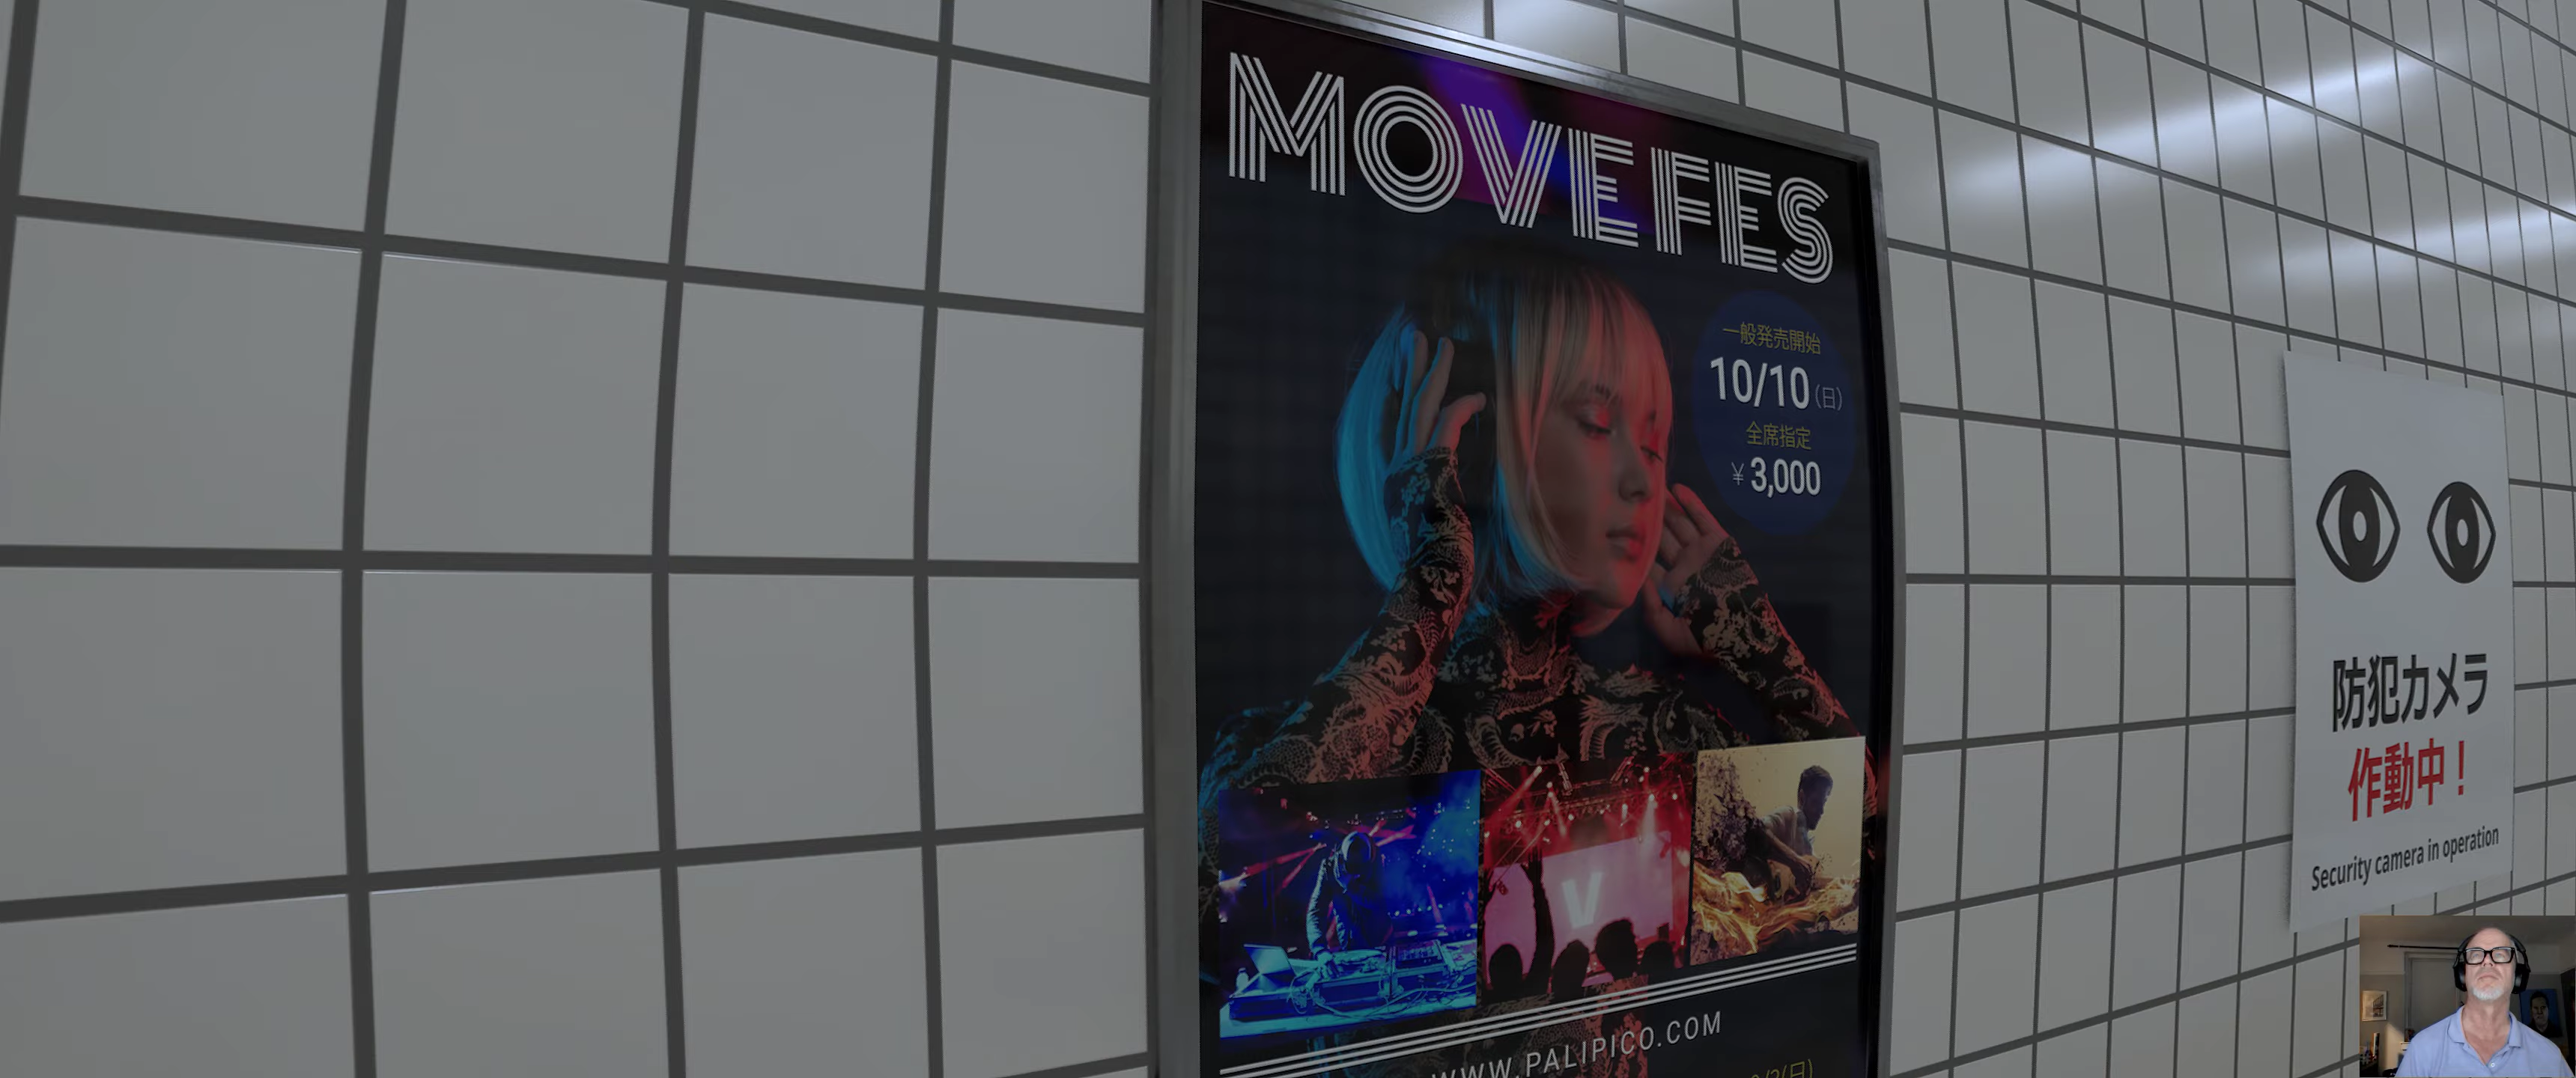 MOVE FES
一般発売開始
10/10(日)
全席指定
¥3,000
V
WWW.PALIPICO.COM
防犯カメラ
作動中!
Security camera in operation